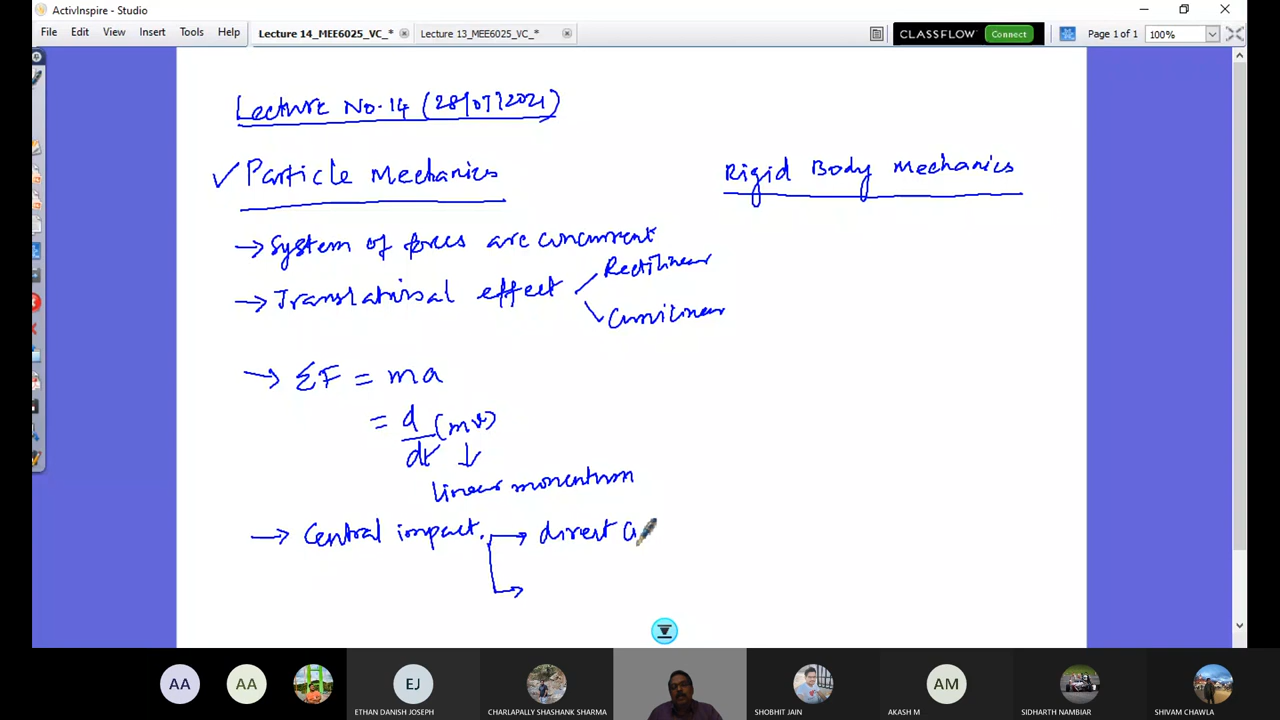 ActivInspire - Studio
File Edit View Insert Tools Help
Lecture 14_MEE6025_VC_*
Lecture 13_MEE6025_VC_*
CLASSFLOW Connect
Page 1 of 1
100%
Lecture No. 14 (28/07/2021)
✓ Particle Mechanics
Rigid Body Mechanics
→ System of forces are concurrent
→ Translational effect
Rectilinear
Curvilinear
→ ΣF = ma
= d/dt (mv)
↓
linear momentum
→ Central impact. → direct
AA
AA
EJ
AM
ETHAN DANISH JOSEPH
CHARLAPALLY SHASHANK SHARMA
SHOBHIT JAIN
AKASH M
SIDHARTH NAMBIAR
SHIVAM CHAWLA